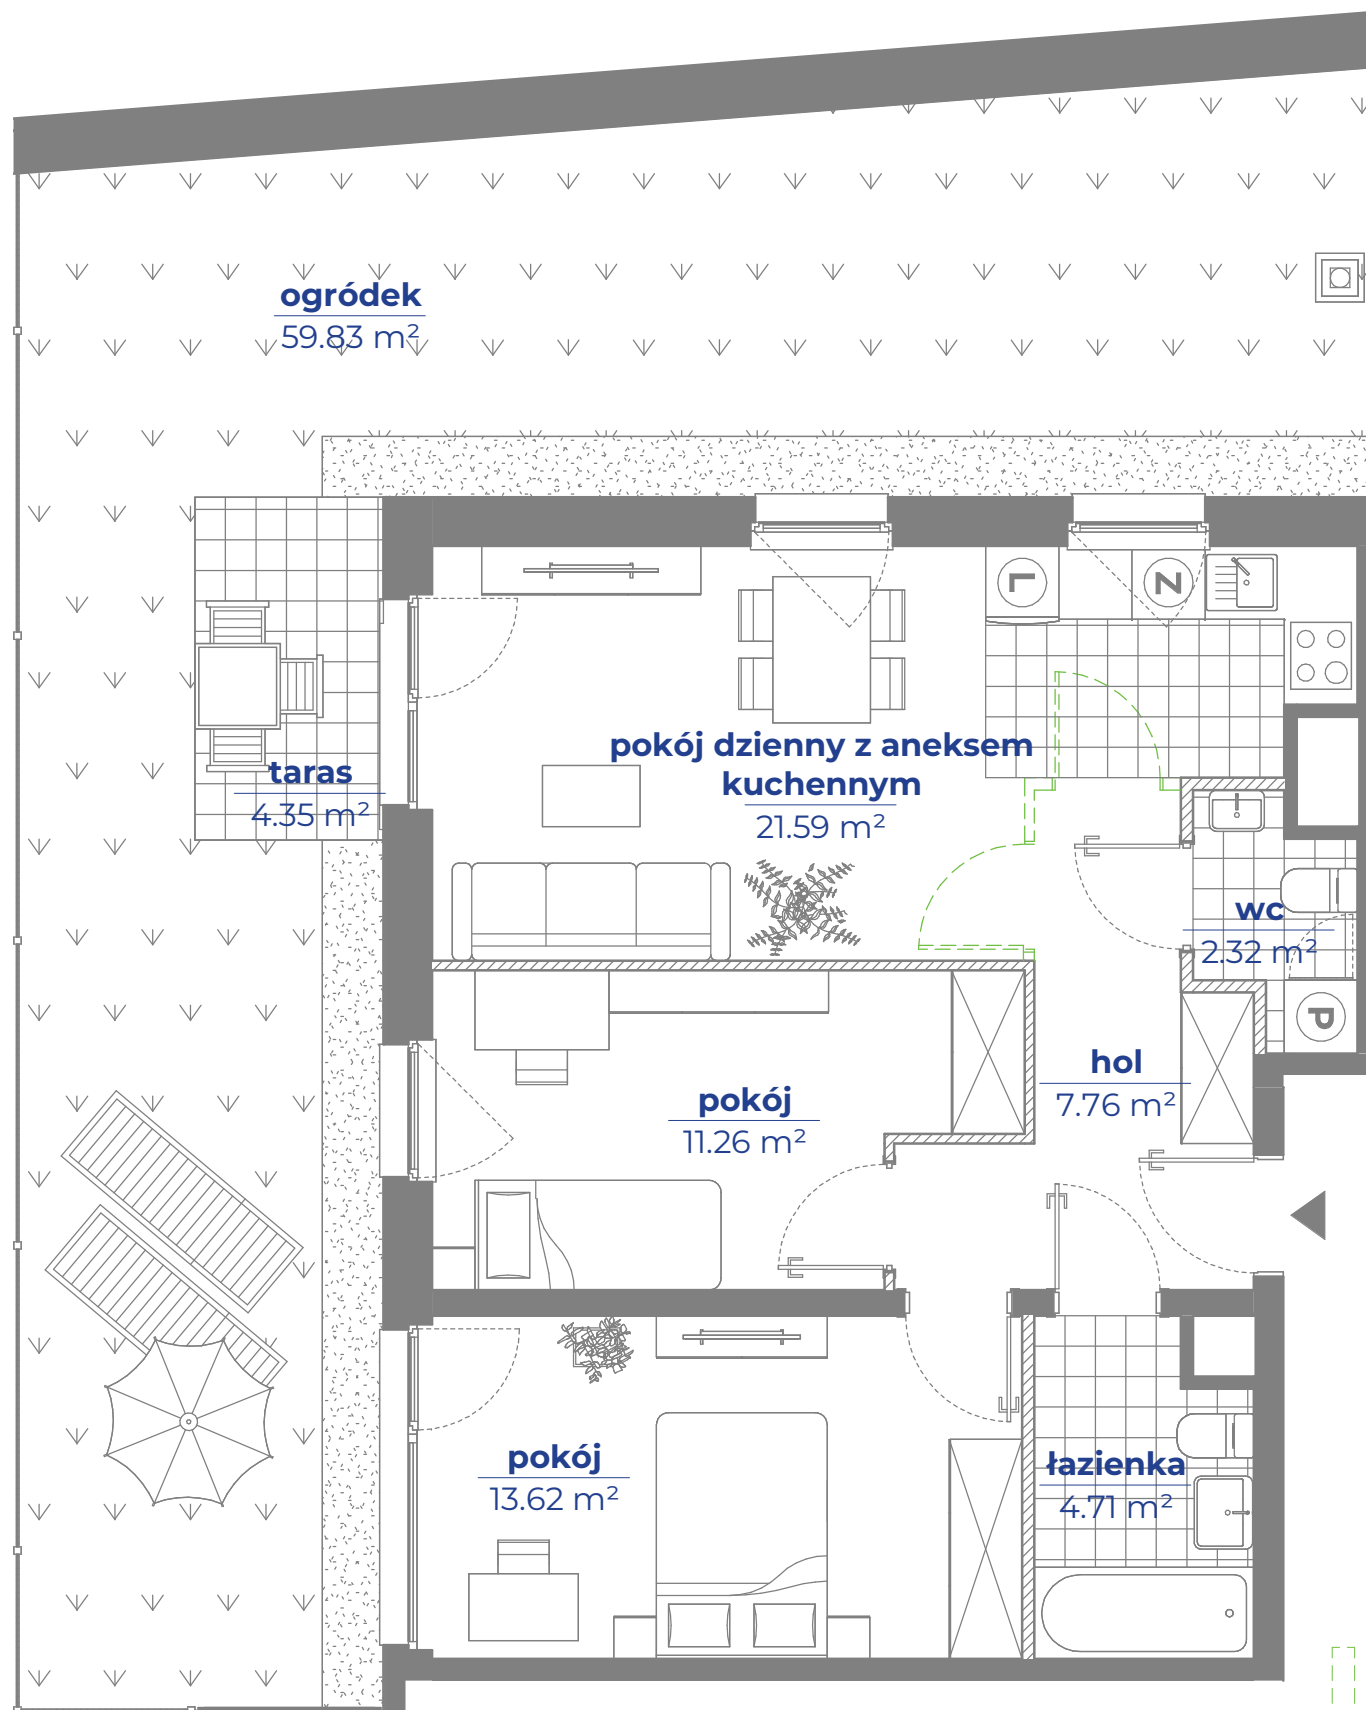 ogródek
59.83 m²
L
Z
pokój dzienny z aneksem
kuchennym
21.59 m²
taras
4.35 m²
wc
2.32 m²
P
hol
7.76 m²
pokój
11.26 m²
pokój
13.62 m²
łazienka
4.71 m²